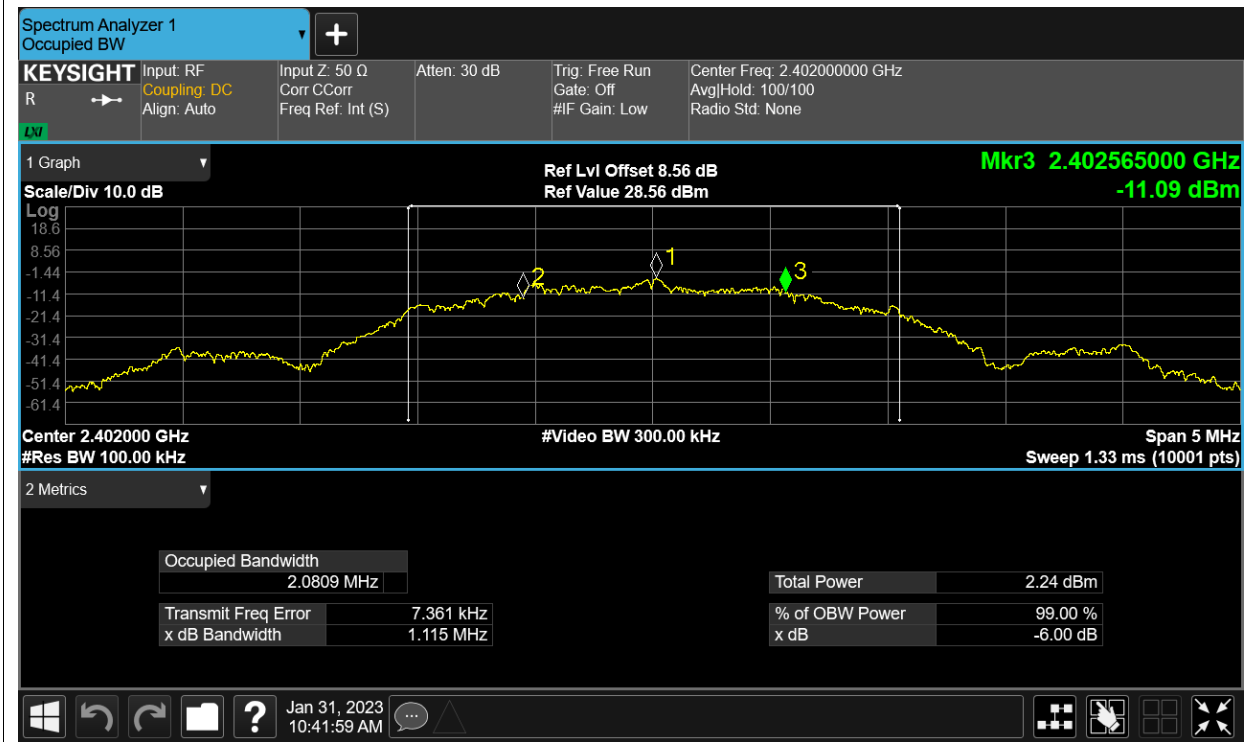 Spectrum Analyzer 1
Occupied BW
KEYSIGHT
R
LXI
Input: RF
Coupling: DC
Align: Auto
Input Z: 50 Ω
Corr CCorr
Freq Ref: Int (S)
Atten: 30 dB
Trig: Free Run
Gate: Off
#IF Gain: Low
Center Freq: 2.402000000 GHz
Avg|Hold: 100/100
Radio Std: None
1 Graph
Scale/Div 10.0 dB
Ref Lvl Offset 8.56 dB
Ref Value 28.56 dBm
Mkr3 2.402565000 GHz
-11.09 dBm
Log
18.6
8.56
-1.44
-11.4
-21.4
-31.4
-41.4
-51.4
-61.4
2
1
3
Center 2.402000 GHz
#Video BW 300.00 kHz
Span 5 MHz
#Res BW 100.00 kHz
Sweep 1.33 ms (10001 pts)
2 Metrics
Occupied Bandwidth
2.0809 MHz
Total Power 2.24 dBm
Transmit Freq Error 7.361 kHz
% of OBW Power 99.00 %
x dB Bandwidth 1.115 MHz
x dB -6.00 dB
?
Jan 31, 2023
10:41:59 AM